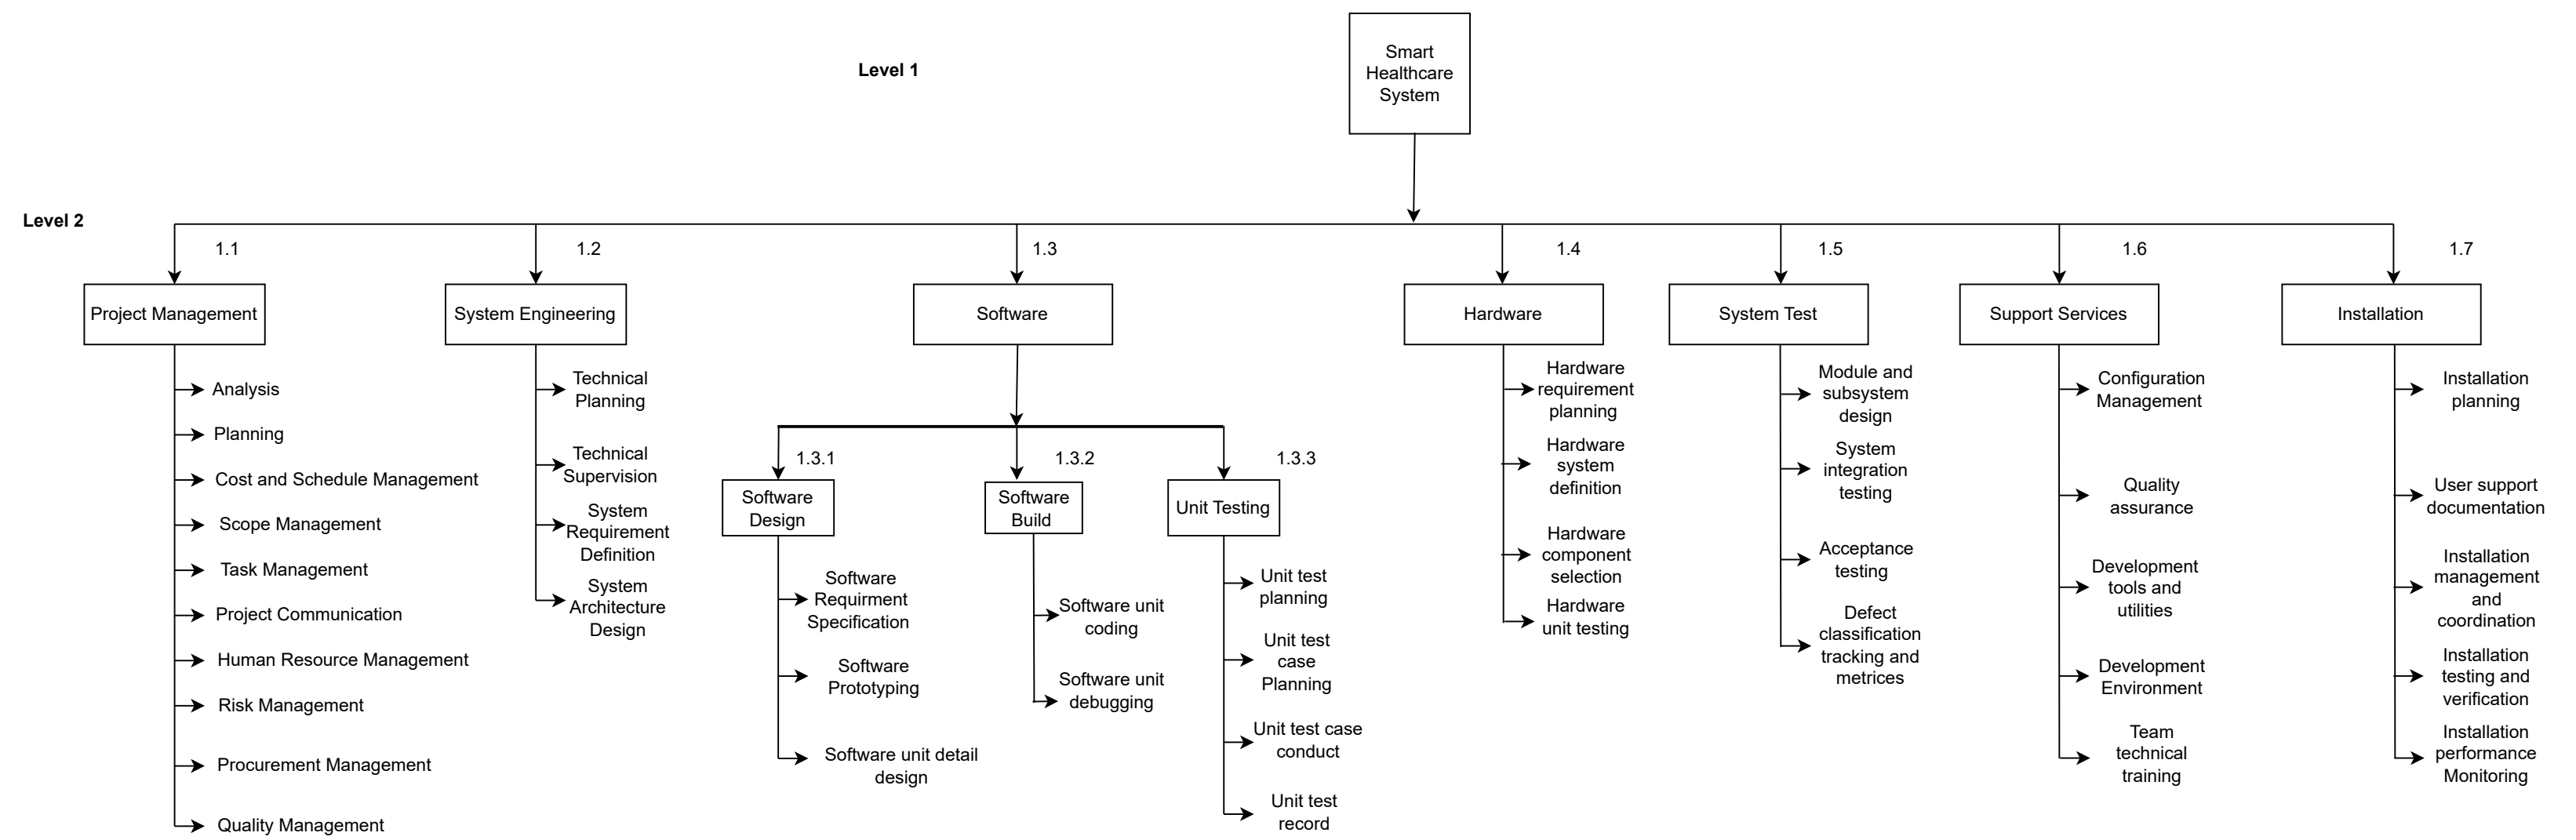 Smart
Healthcare
System
Level 1
Level 2
1.1
1.2
1.3
1.4
1.5
1.6
1.7
Project Management
System Engineering
Software
Hardware
System Test
Support Services
Installation
Analysis
Planning
Cost and Schedule Management
Scope Management
Task Management
Project Communication
Human Resource Management
Risk Management
Procurement Management
Quality Management
Technical
Planning
Technical
Supervision
System
Requirement
Definition
System
Architecture
Design
1.3.1
1.3.2
1.3.3
Software
Design
Software
Build
Unit Testing
Software
Requirment
Specification
Software
Prototyping
Software unit detail
design
Software unit
coding
Software unit
debugging
Unit test
planning
Unit test
case
Planning
Unit test case
conduct
Unit test
record
Hardware
requirement
planning
Hardware
system
definition
Hardware
component
selection
Hardware
unit testing
Module and
subsystem
design
System
integration
testing
Acceptance
testing
Defect
classification
tracking and
metrices
Configuration
Management
Quality
assurance
Development
tools and
utilities
Development
Environment
Team
technical
training
Installation
planning
User support
documentation
Installation
management
and
coordination
Installation
testing and
verification
Installation
performance
Monitoring